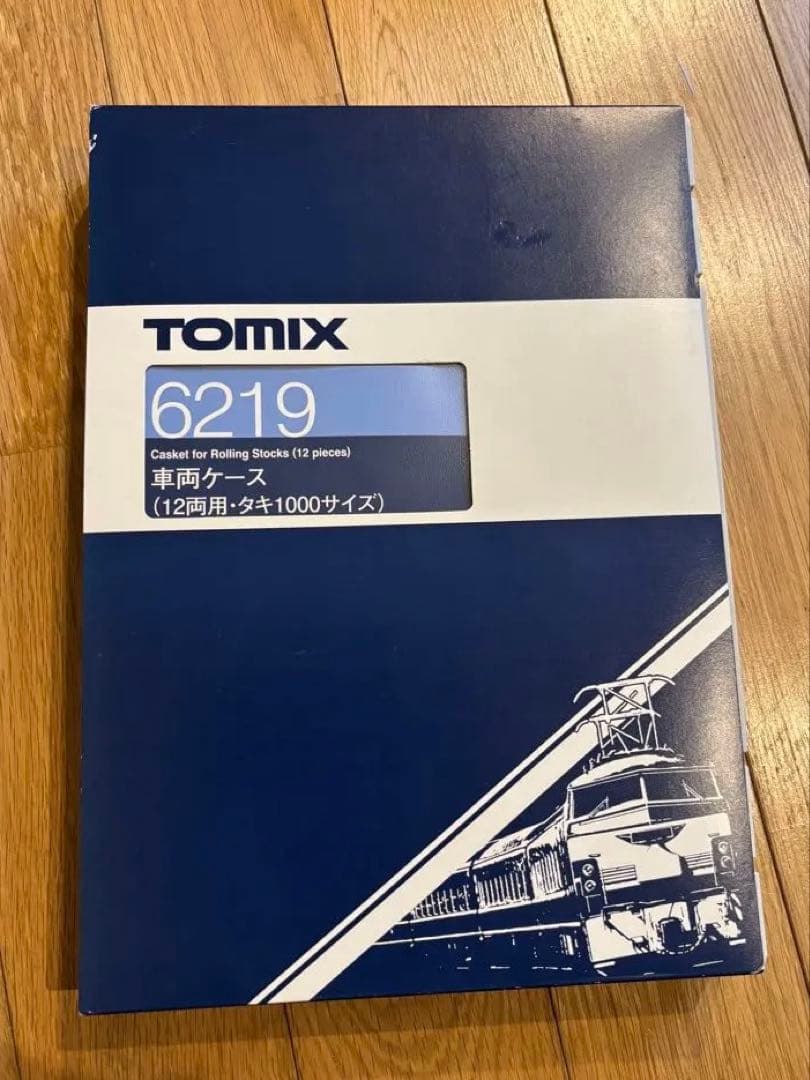 TOMIX
6219
Casket for Rolling Stocks (12 pieces)
車両ケース
(12両用・タキ1000サイズ)